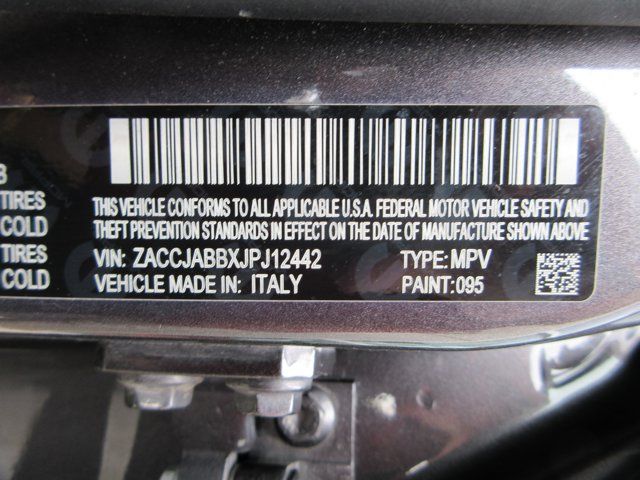 3
TIRES
COLD
TIRES
COLD
THIS VEHICLE CONFORMS TO ALL APPLICABLE U.S.A. FEDERAL MOTOR VEHICLE SAFETY AND
THEFT PREVENTION STANDARDS IN EFFECT ON THE DATE OF MANUFACTURE SHOWN ABOVE.
VIN: ZACCJABBXJPJ12442 TYPE: MPV
VEHICLE MADE IN: ITALY PAINT: 095